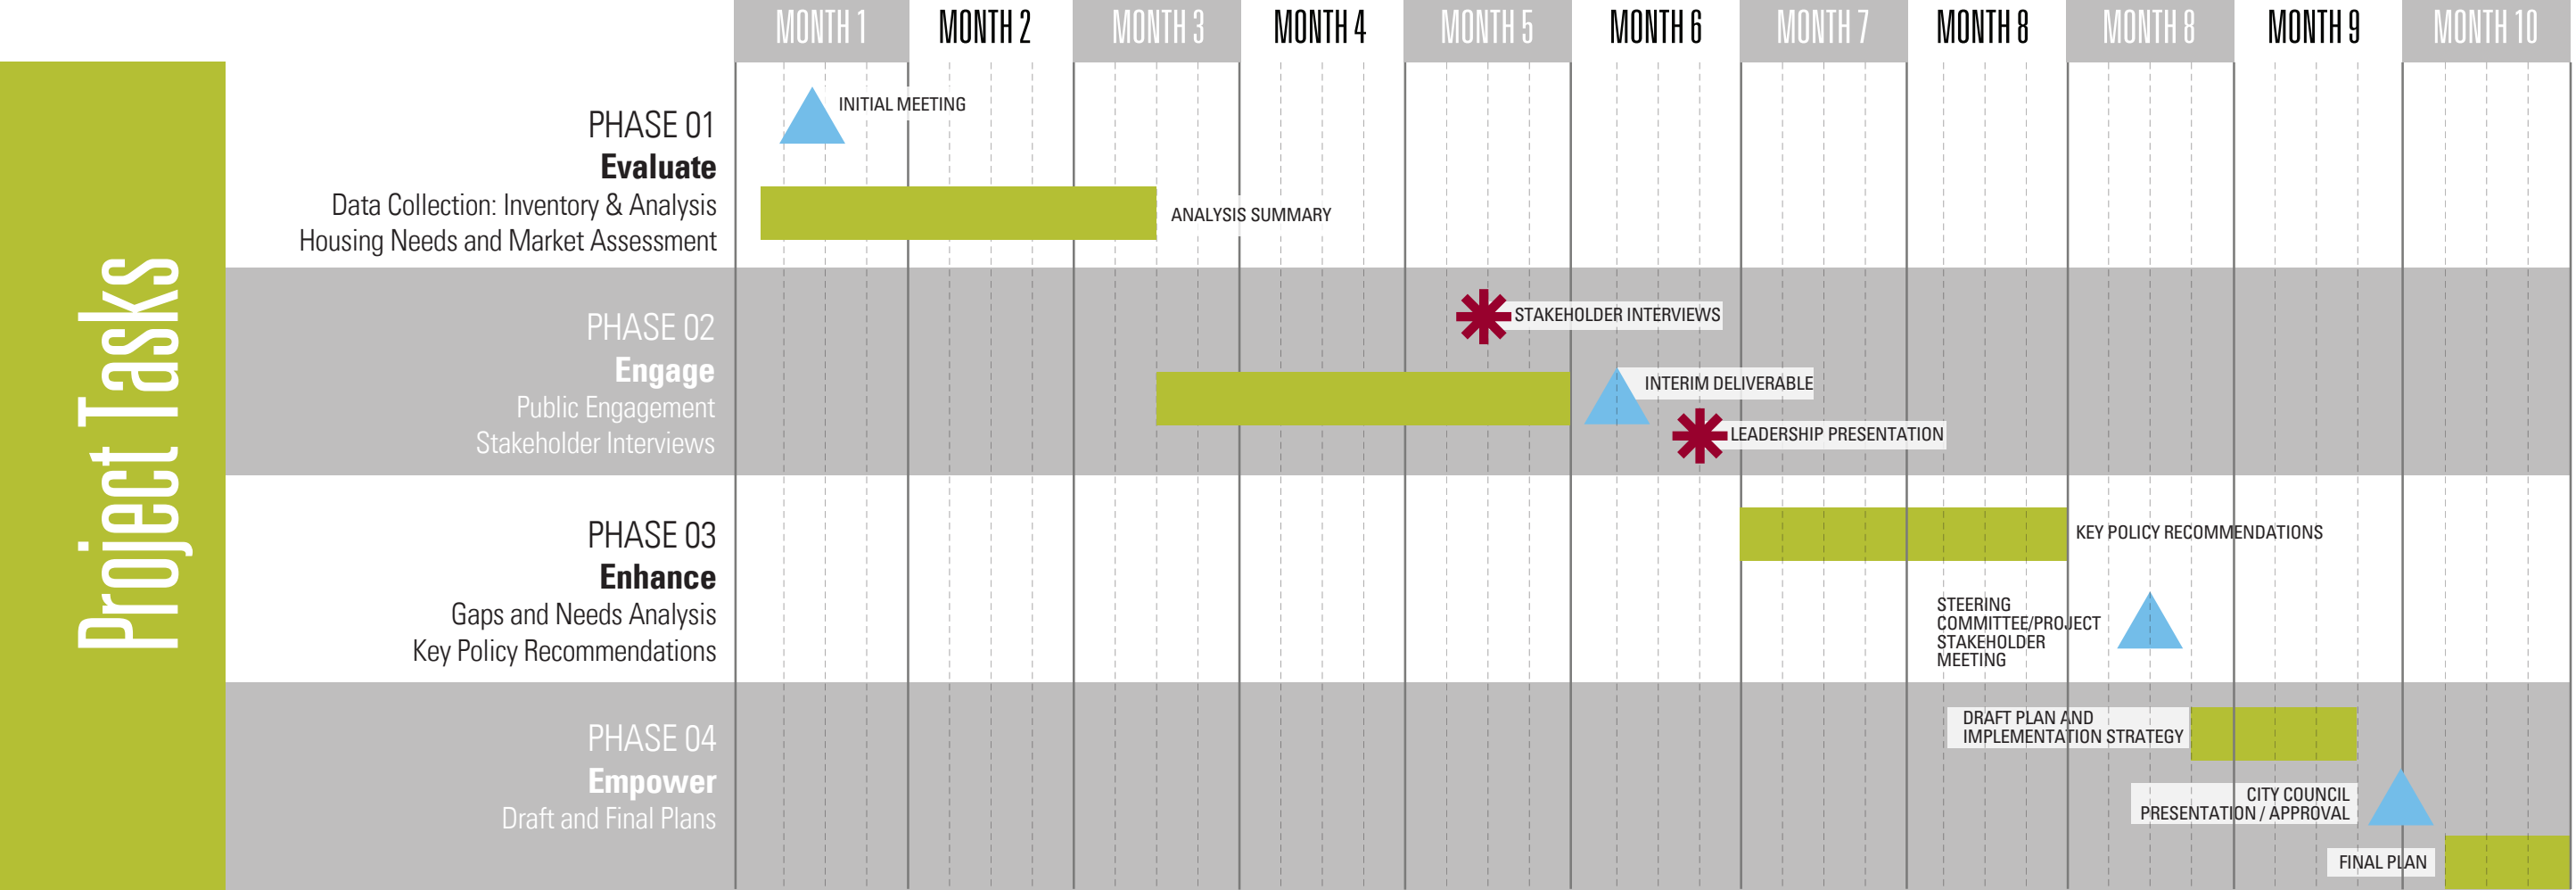 MONTH 1
MONTH 2
MONTH 3
MONTH 4
MONTH 5
MONTH 6
MONTH 7
MONTH 8
MONTH 8
MONTH 9
MONTH 10
Project Tasks
PHASE 01
Evaluate
Data Collection: Inventory & Analysis
Housing Needs and Market Assessment
INITIAL MEETING
ANALYSIS SUMMARY
PHASE 02
Engage
Public Engagement
Stakeholder Interviews
STAKEHOLDER INTERVIEWS
INTERIM DELIVERABLE
LEADERSHIP PRESENTATION
PHASE 03
Enhance
Gaps and Needs Analysis
Key Policy Recommendations
KEY POLICY RECOMMENDATIONS
STEERING
COMMITTEE/PROJECT
STAKEHOLDER
MEETING
PHASE 04
Empower
Draft and Final Plans
DRAFT PLAN AND
IMPLEMENTATION STRATEGY
CITY COUNCIL
PRESENTATION / APPROVAL
FINAL PLAN